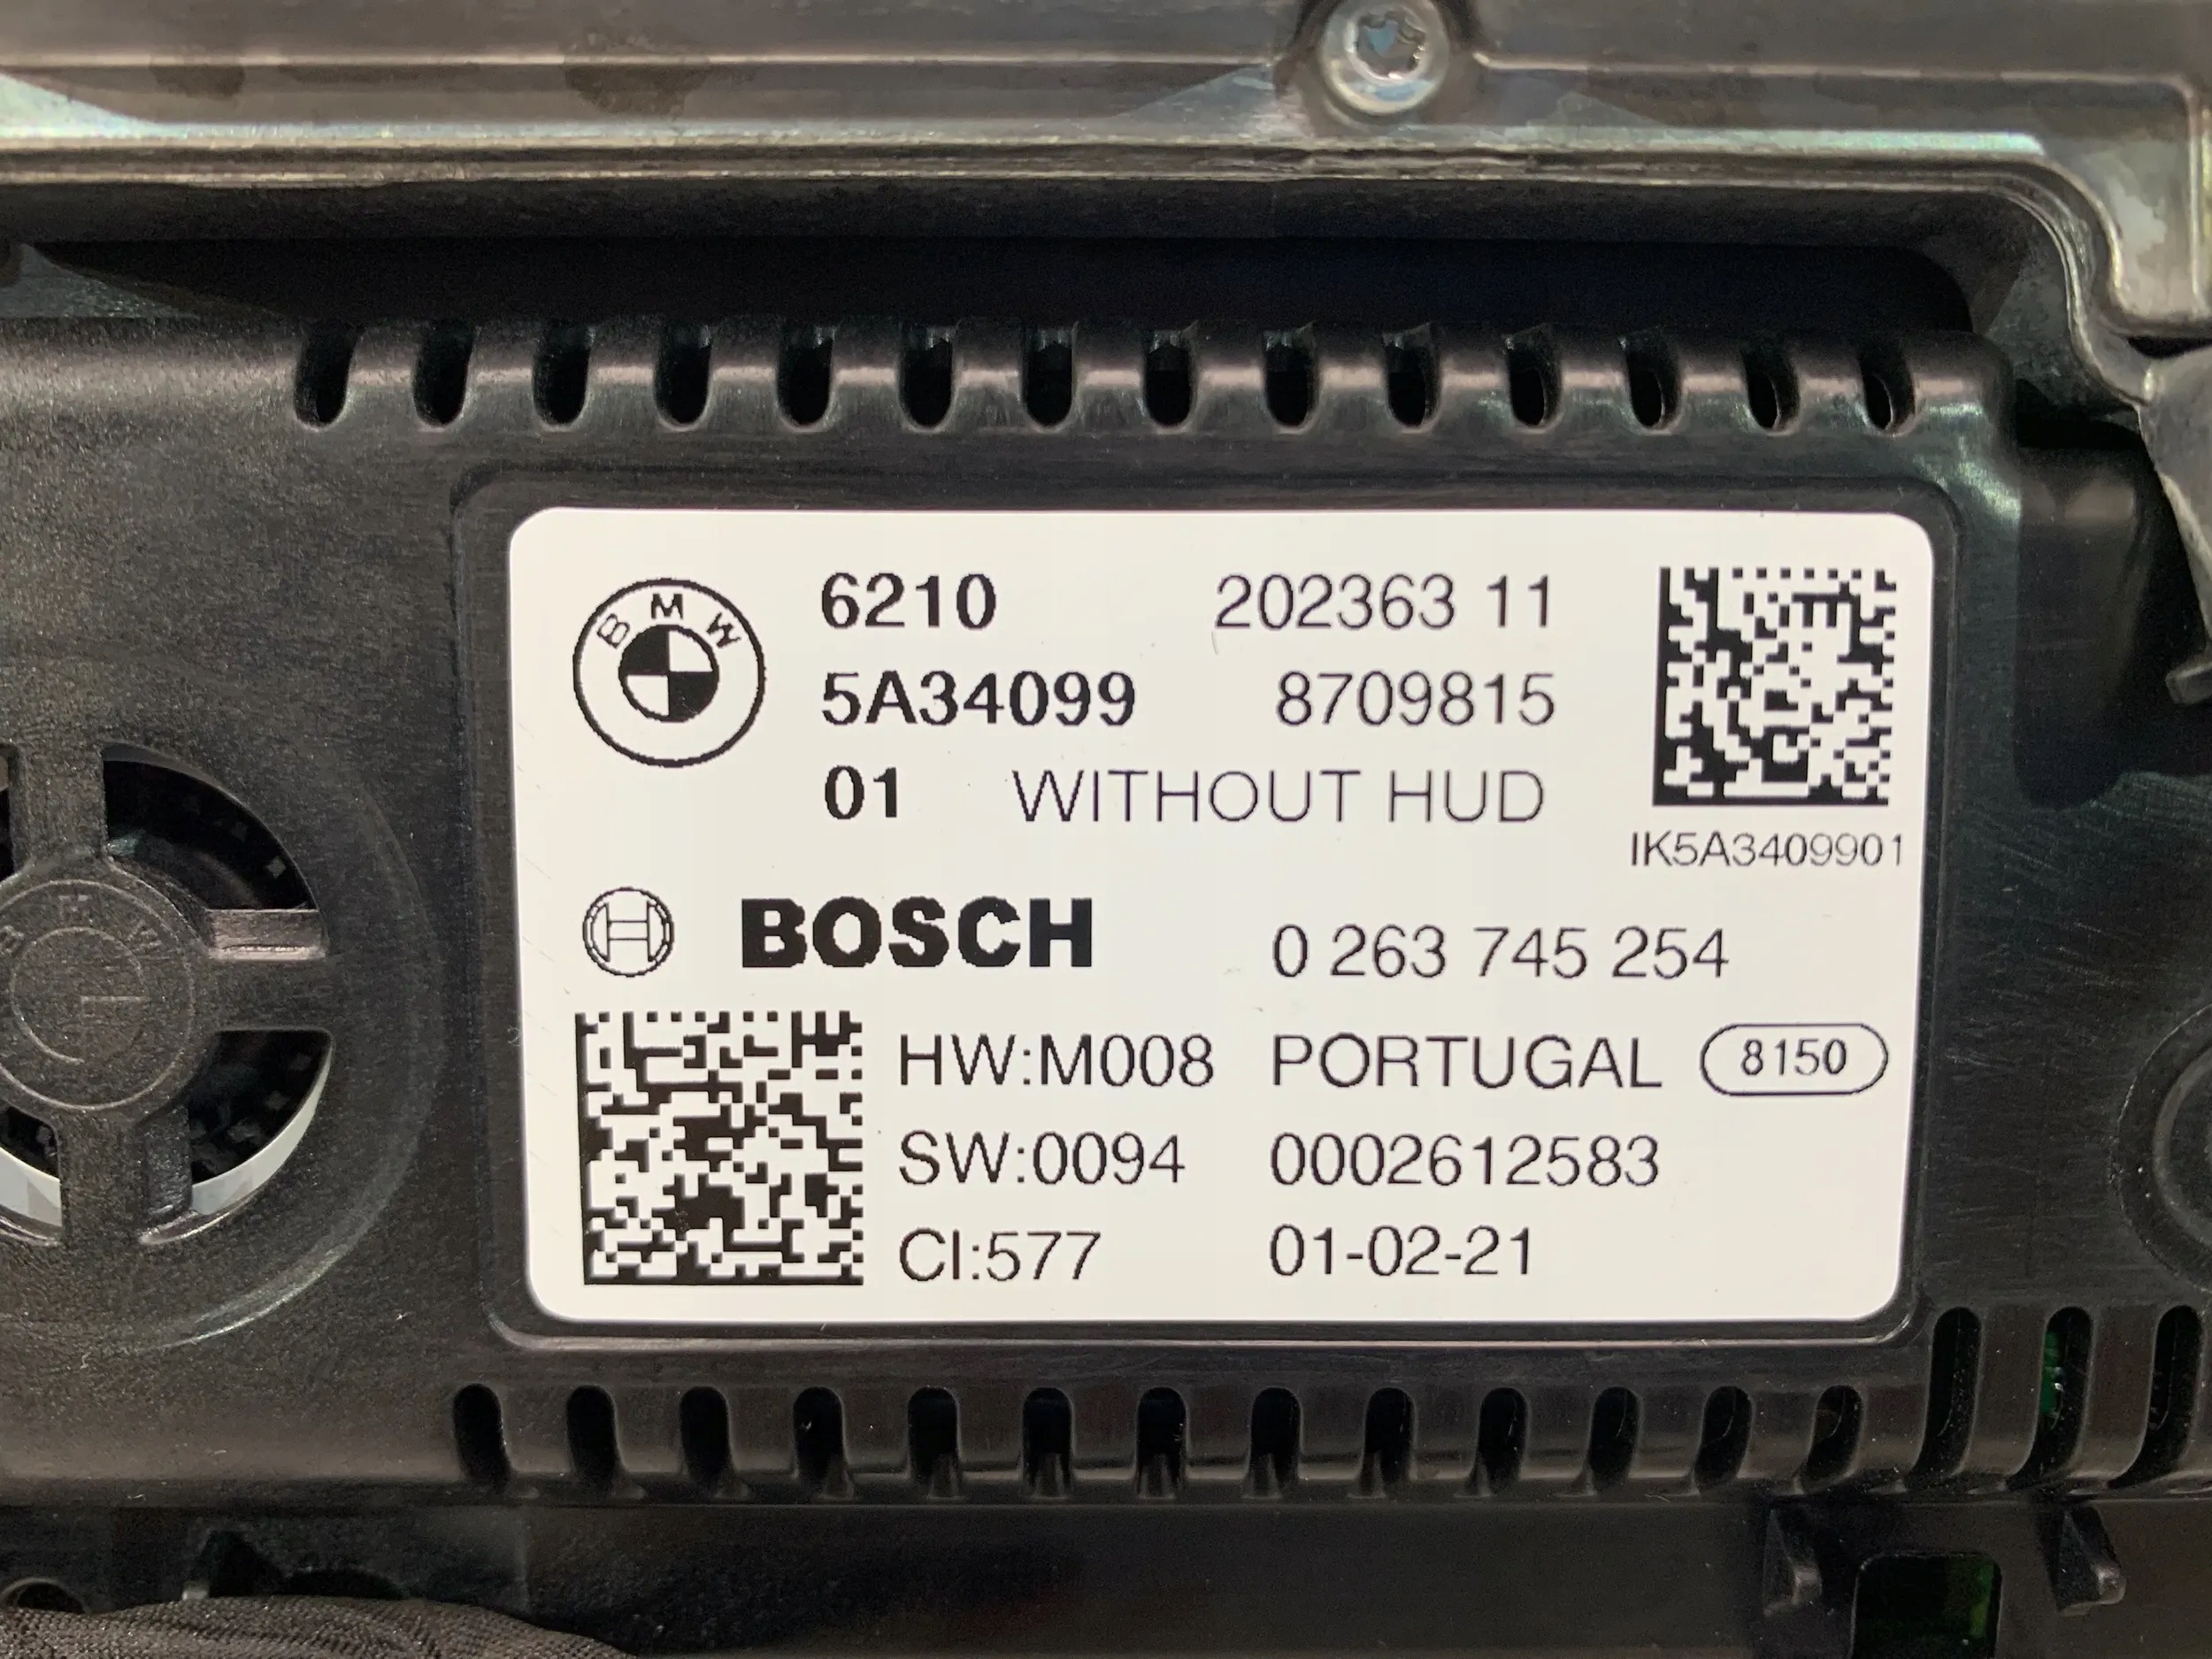 BMW
6210 202363 11
5A34099 8709815
01 WITHOUT HUD
IK5A3409901
BOSCH 0 263 745 254
HW:M008 PORTUGAL 8150
SW:0094 0002612583
CI:577 01-02-21